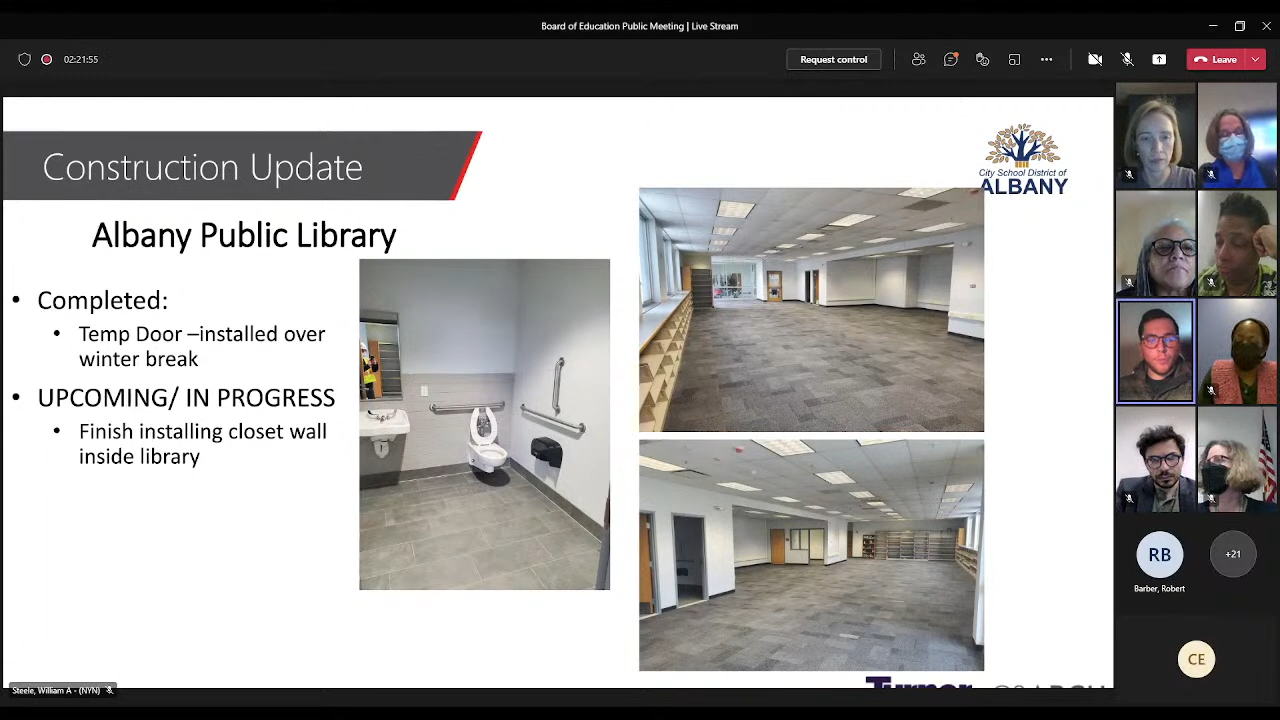 Board of Education Public Meeting | Live Stream
02:21:55
Request control
Leave
Construction Update
City School District of
ALBANY
Albany Public Library
• Completed:
• Temp Door –installed over
winter break
• UPCOMING/ IN PROGRESS
• Finish installing closet wall
inside library
RB
+21
Barber, Robert
CE
Steele, William A - (NYN)
Turner